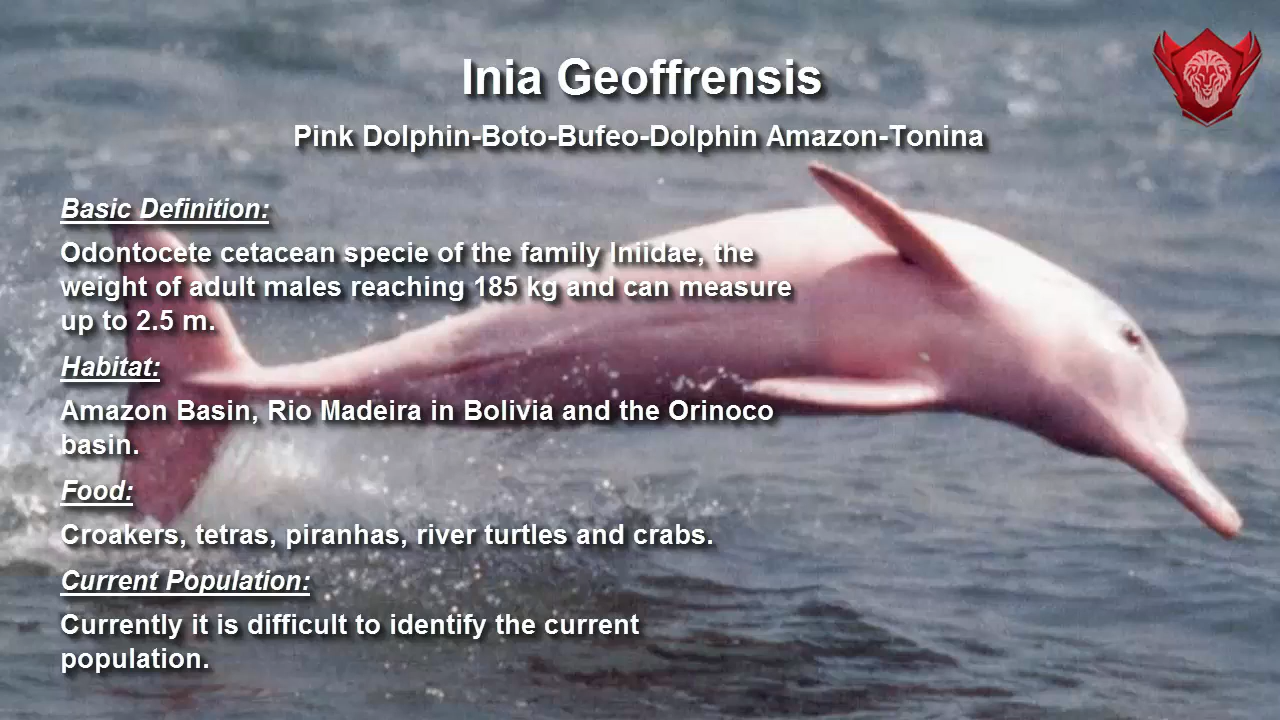 Inia Geoffrensis
Pink Dolphin-Boto-Bufeo-Dolphin Amazon-Tonina
Basic Definition:
Odontocete cetacean specie of the family Iniidae, the
weight of adult males reaching 185 kg and can measure
up to 2.5 m.
Habitat:
Amazon Basin, Rio Madeira in Bolivia and the Orinoco
basin.
Food:
Croakers, tetras, piranhas, river turtles and crabs.
Current Population:
Currently it is difficult to identify the current
population.